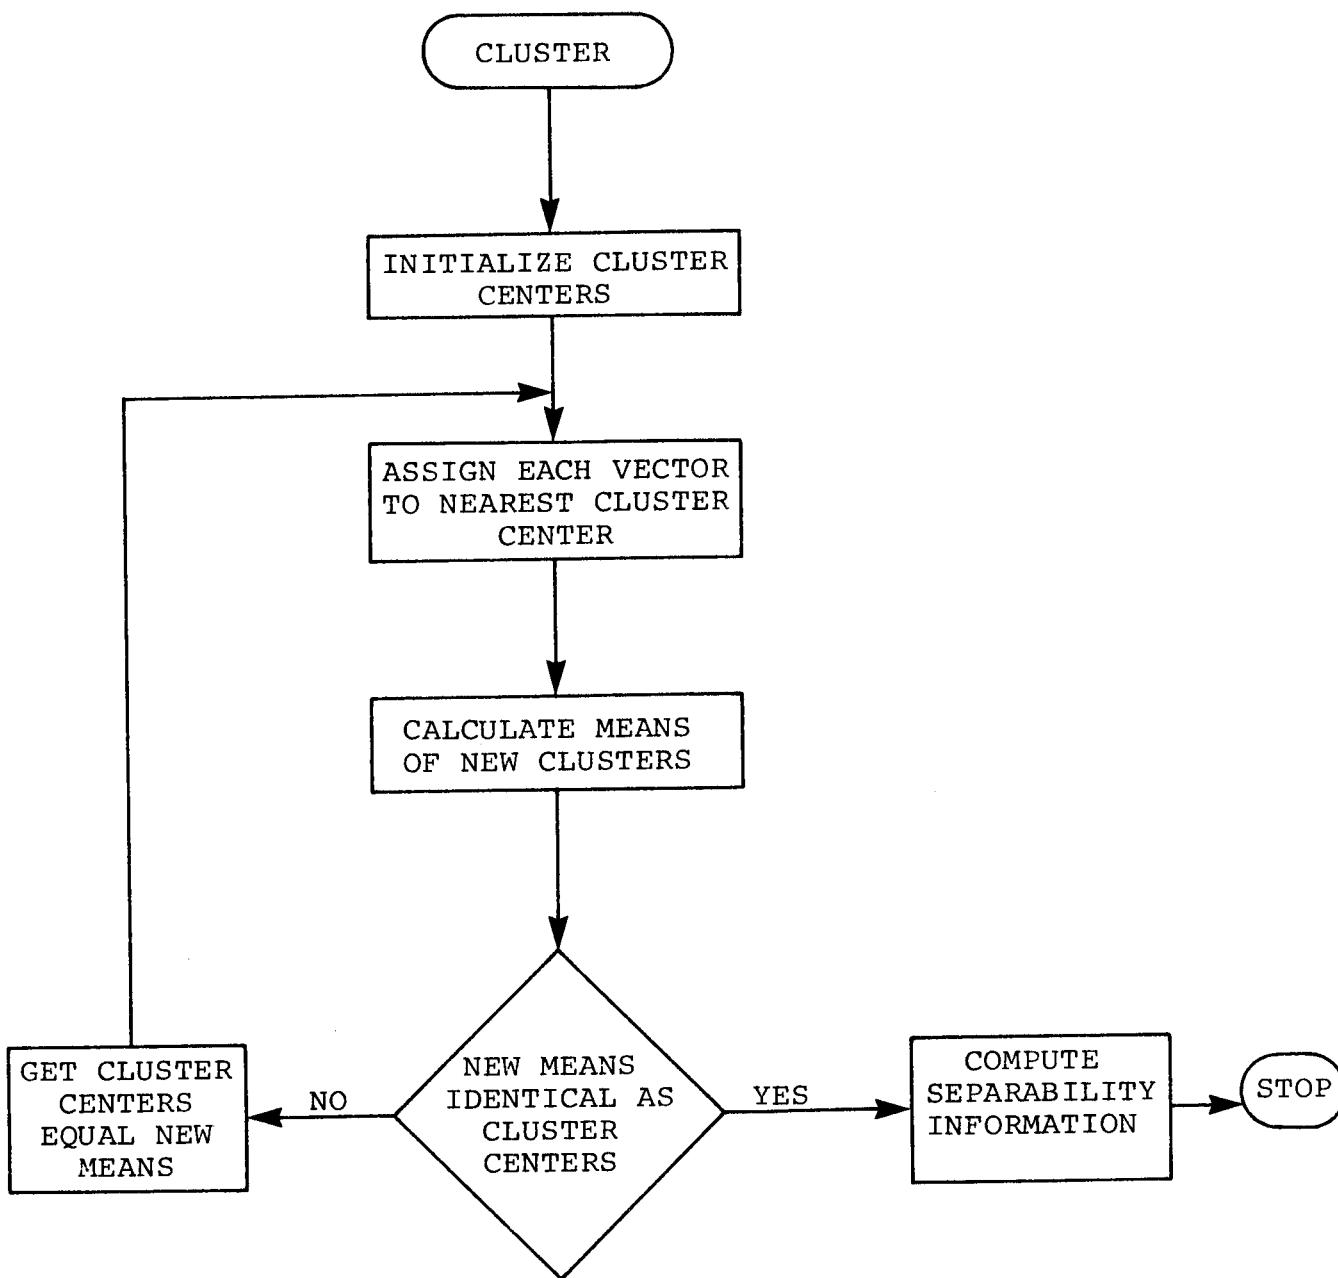 CLUSTER
INITIALIZE CLUSTER
CENTERS
ASSIGN EACH VECTOR
TO NEAREST CLUSTER
CENTER
CALCULATE MEANS
OF NEW CLUSTERS
NEW MEANS
IDENTICAL AS
CLUSTER
CENTERS
NO
GET CLUSTER
CENTERS
EQUAL NEW
MEANS
YES
COMPUTE
SEPARABILITY
INFORMATION
STOP